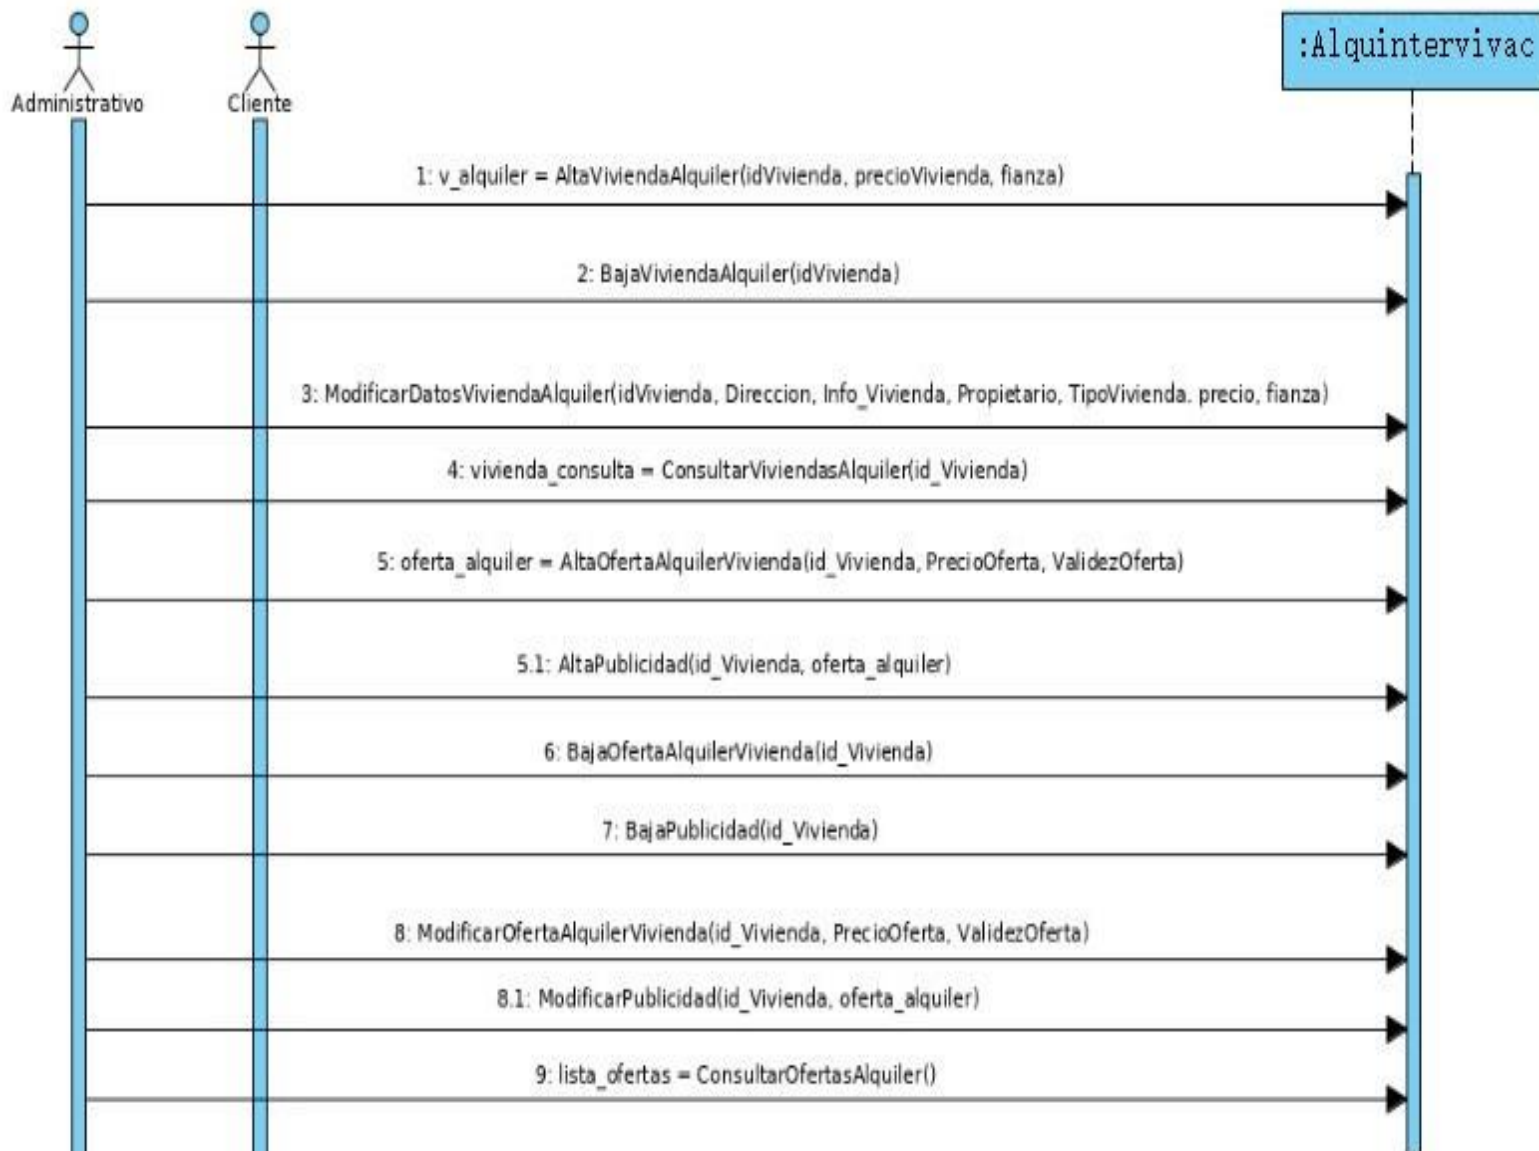 Administrativo
Cliente
:Alquintervivac
1: v_alquiler = AltaViviendaAlquiler(idVivienda, precioVivienda, fianza)
2: BajaViviendaAlquiler(idVivienda)
3: ModificarDatosViviendaAlquiler(idVivienda, Direccion, Info_Vivienda, Propietario, TipoVivienda. precio, fianza)
4: vivienda_consulta = ConsultarViviendasAlquiler(id_Vivienda)
5: oferta_alquiler = AltaOfertaAlquilerVivienda(id_Vivienda, PrecioOferta, ValidezOferta)
5.1: AltaPublicidad(id_Vivienda, oferta_alquiler)
6: BajaOfertaAlquilerVivienda(id_Vivienda)
7: BajaPublicidad(id_Vivienda)
8: ModificarOfertaAlquilerVivienda(id_Vivienda, PrecioOferta, ValidezOferta)
8.1: ModificarPublicidad(id_Vivienda, oferta_alquiler)
9: lista_ofertas = ConsultarOfertasAlquiler()